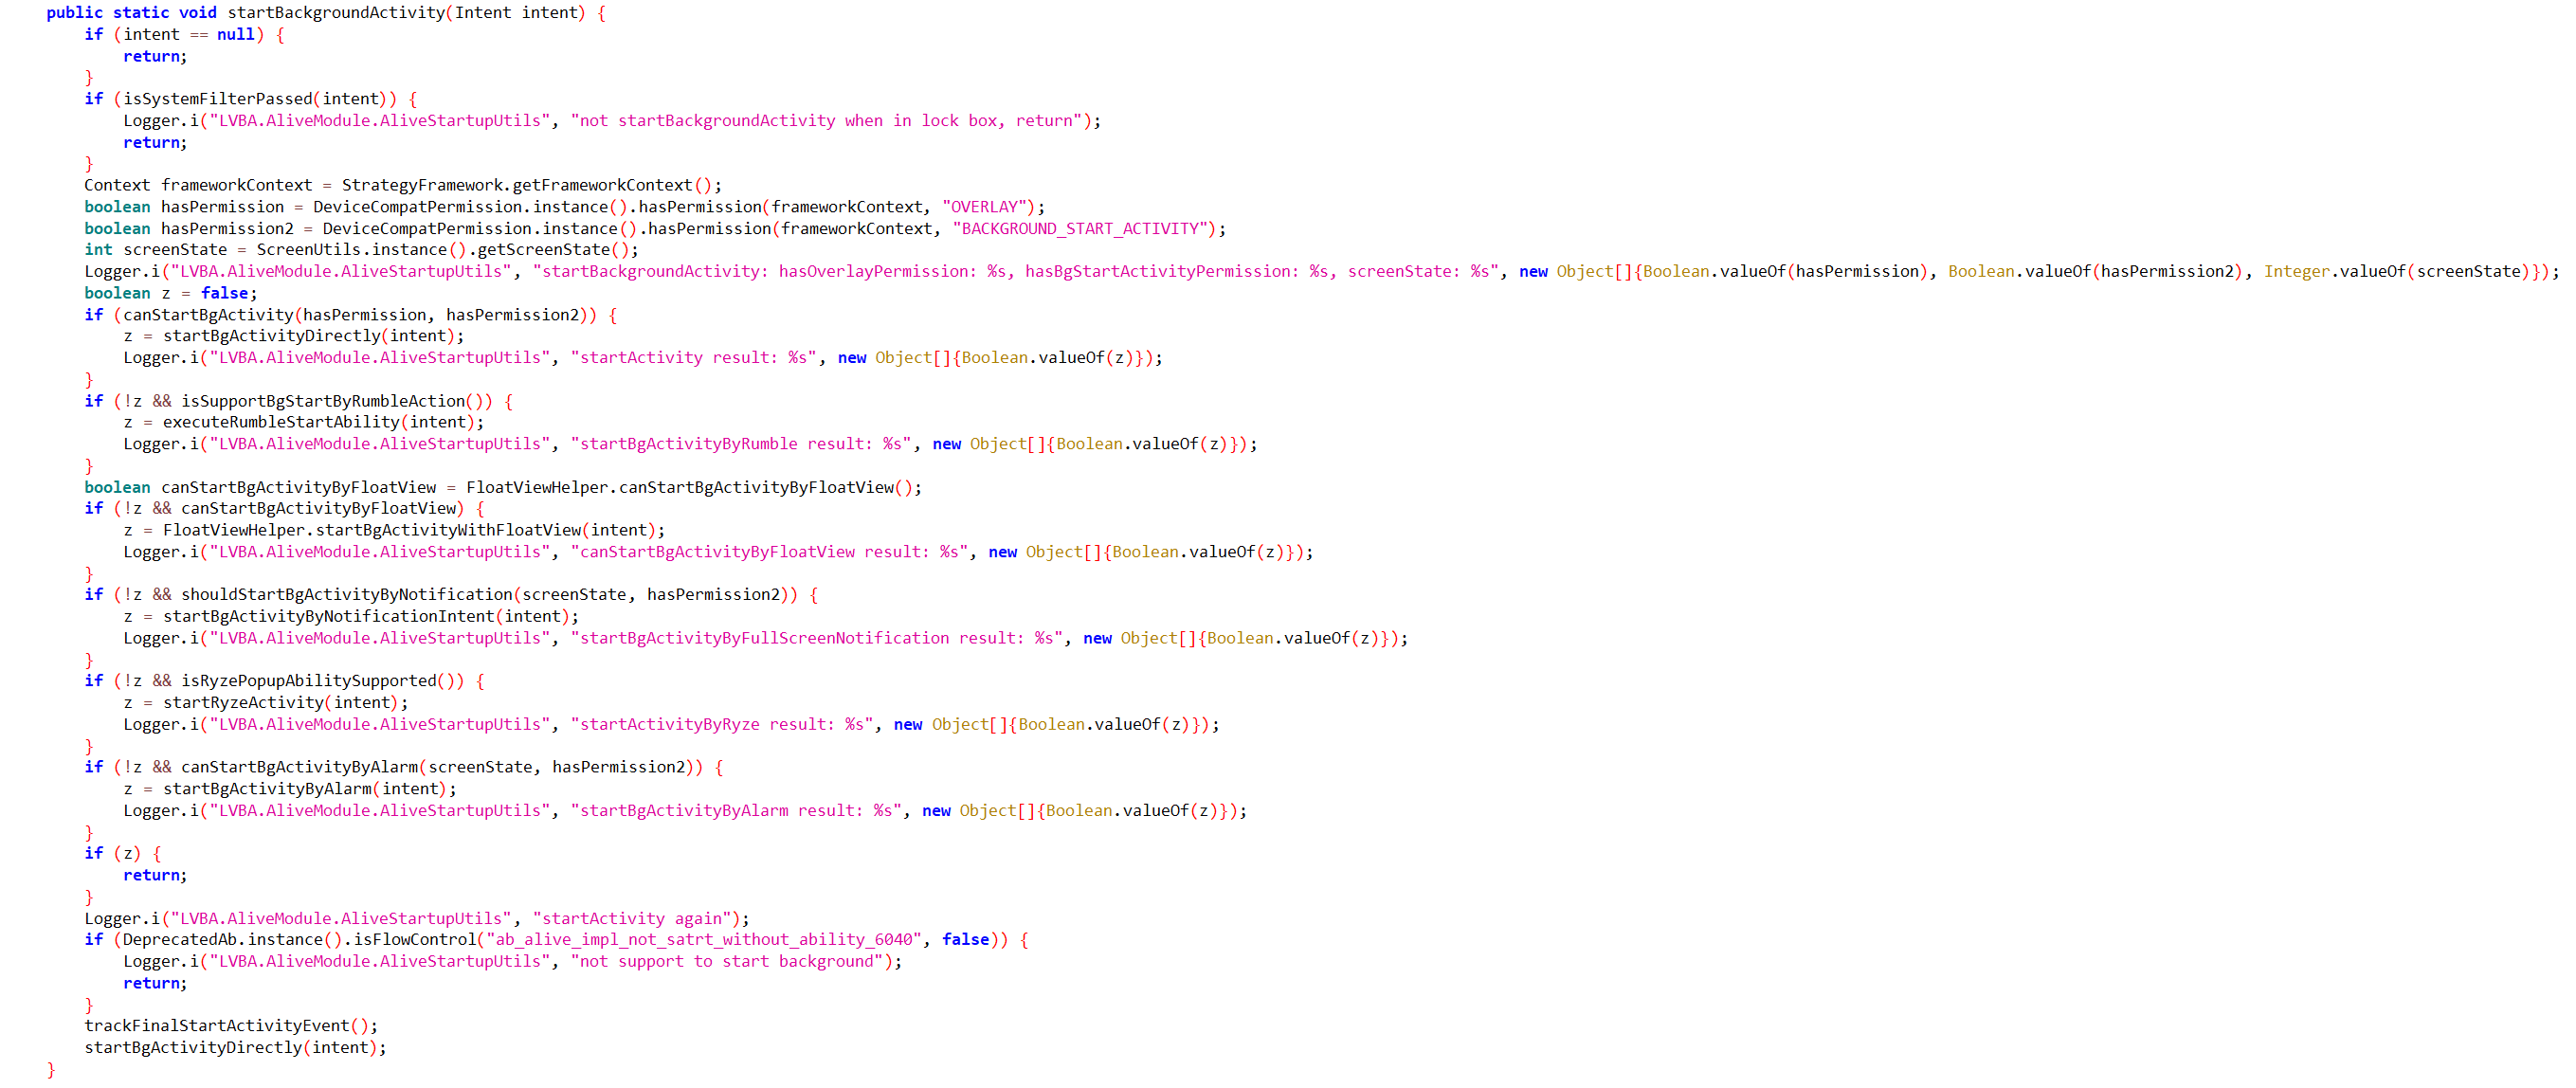 public static void startBackgroundActivity(Intent intent) {
    if (intent == null) {
        return;
    }
    if (isSystemFilterPassed(intent)) {
        Logger.i("LVBA.AliveModule.AliveStartupUtils", "not startBackgroundActivity when in lock box, return");
        return;
    }
    Context frameworkContext = StrategyFramework.getFrameworkContext();
    boolean hasPermission = DeviceCompatPermission.instance().hasPermission(frameworkContext, "OVERLAY");
    boolean hasPermission2 = DeviceCompatPermission.instance().hasPermission(frameworkContext, "BACKGROUND_START_ACTIVITY");
    int screenState = ScreenUtils.instance().getScreenState();
    Logger.i("LVBA.AliveModule.AliveStartupUtils", "startBackgroundActivity: hasOverlayPermission: %s, hasBgStartActivityPermission: %s, screenState: %s", new Object[]{Boolean.valueOf(hasPermission), Boolean.valueOf(hasPermission2), Integer.valueOf(screenState)});
    boolean z = false;
    if (canStartBgActivity(hasPermission, hasPermission2)) {
        z = startBgActivityDirectly(intent);
        Logger.i("LVBA.AliveModule.AliveStartupUtils", "startActivity result: %s", new Object[]{Boolean.valueOf(z)});
    }
    if (!z && isSupportBgStartByRumbleAction()) {
        z = executeRumbleStartAbility(intent);
        Logger.i("LVBA.AliveModule.AliveStartupUtils", "startBgActivityByRumble result: %s", new Object[]{Boolean.valueOf(z)});
    }
    boolean canStartBgActivityByFloatView = FloatViewHelper.canStartBgActivityByFloatView();
    if (!z && canStartBgActivityByFloatView) {
        z = FloatViewHelper.startBgActivityWithFloatView(intent);
        Logger.i("LVBA.AliveModule.AliveStartupUtils", "canStartBgActivityByFloatView result: %s", new Object[]{Boolean.valueOf(z)});
    }
    if (!z && shouldStartBgActivityByNotification(screenState, hasPermission2)) {
        z = startBgActivityByNotificationIntent(intent);
        Logger.i("LVBA.AliveModule.AliveStartupUtils", "startBgActivityByFullScreenNotification result: %s", new Object[]{Boolean.valueOf(z)});
    }
    if (!z && isRyzePopupAbilitySupported()) {
        z = startRyzeActivity(intent);
        Logger.i("LVBA.AliveModule.AliveStartupUtils", "startActivityByRyze result: %s", new Object[]{Boolean.valueOf(z)});
    }
    if (!z && canStartBgActivityByAlarm(screenState, hasPermission2)) {
        z = startBgActivityByAlarm(intent);
        Logger.i("LVBA.AliveModule.AliveStartupUtils", "startBgActivityByAlarm result: %s", new Object[]{Boolean.valueOf(z)});
    }
    if (z) {
        return;
    }
    Logger.i("LVBA.AliveModule.AliveStartupUtils", "startActivity again");
    if (DeprecatedAb.instance().isFlowControl("ab_alive_impl_not_satrt_without_ability_6040", false)) {
        Logger.i("LVBA.AliveModule.AliveStartupUtils", "not support to start background");
        return;
    }
    trackFinalStartActivityEvent();
    startBgActivityDirectly(intent);
}